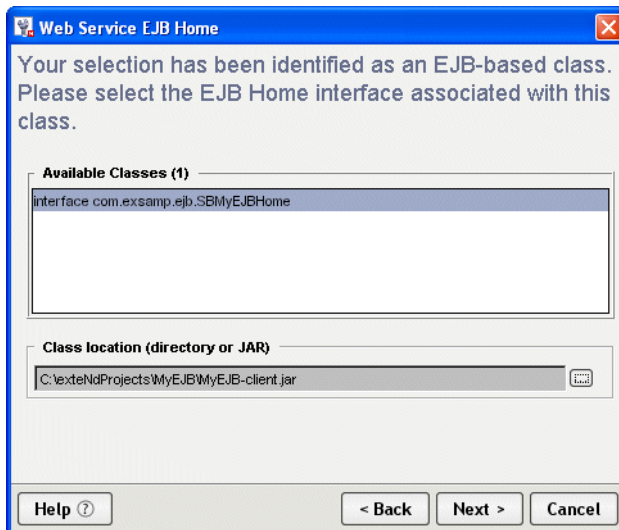 Web Service EJB Home
Your selection has been identified as an EJB-based class.
Please select the EJB Home interface associated with this
class.
Available Classes (1)
interface com.exsamp.ejb.SBMyEJBHome
Class location (directory or JAR)
C:\exteNdProjects\MyEJB\MyEJB-client.jar
Help ? < Back Next > Cancel